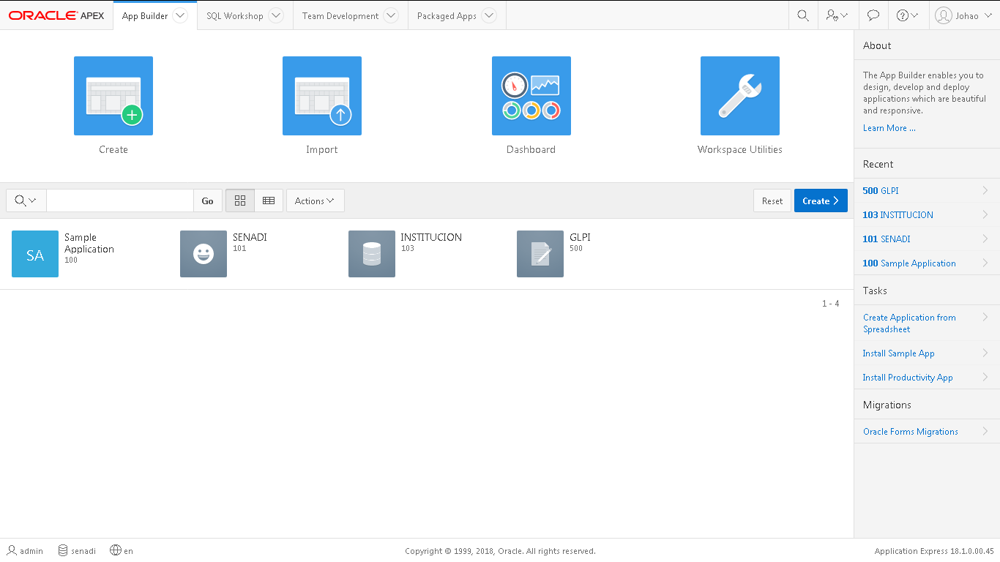 ORACLE APEX
App Builder
SQL Workshop
Team Development
Packaged Apps
Johao
Create
Import
Dashboard
Workspace Utilities
Go
Actions
Reset
Create
SA
Sample
Application
100
SENADI
101
INSTITUCION
103
GLPI
500
1 - 4
About
The App Builder enables you to
design, develop and deploy
applications which are beautiful
and responsive.
Learn More ...
Recent
500 GLPI
103 INSTITUCION
101 SENADI
100 Sample Application
Tasks
Create Application from
Spreadsheet
Install Sample App
Install Productivity App
Migrations
Oracle Forms Migrations
admin
senadi
en
Copyright © 1999, 2018, Oracle. All rights reserved.
Application Express 18.1.0.00.45